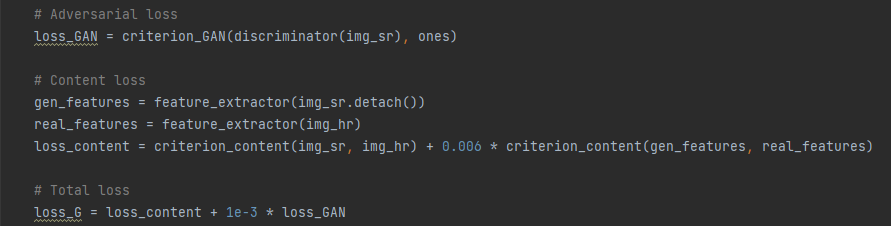 # Adversarial loss
loss_GAN = criterion_GAN(discriminator(img_sr), ones)
# Content loss
gen_features = feature_extractor(img_sr.detach())
real_features = feature_extractor(img_hr)
loss_content = criterion_content(img_sr, img_hr) + 0.006 * criterion_content(gen_features, real_features)
# Total loss
loss_G = loss_content + 1e-3 * loss_GAN